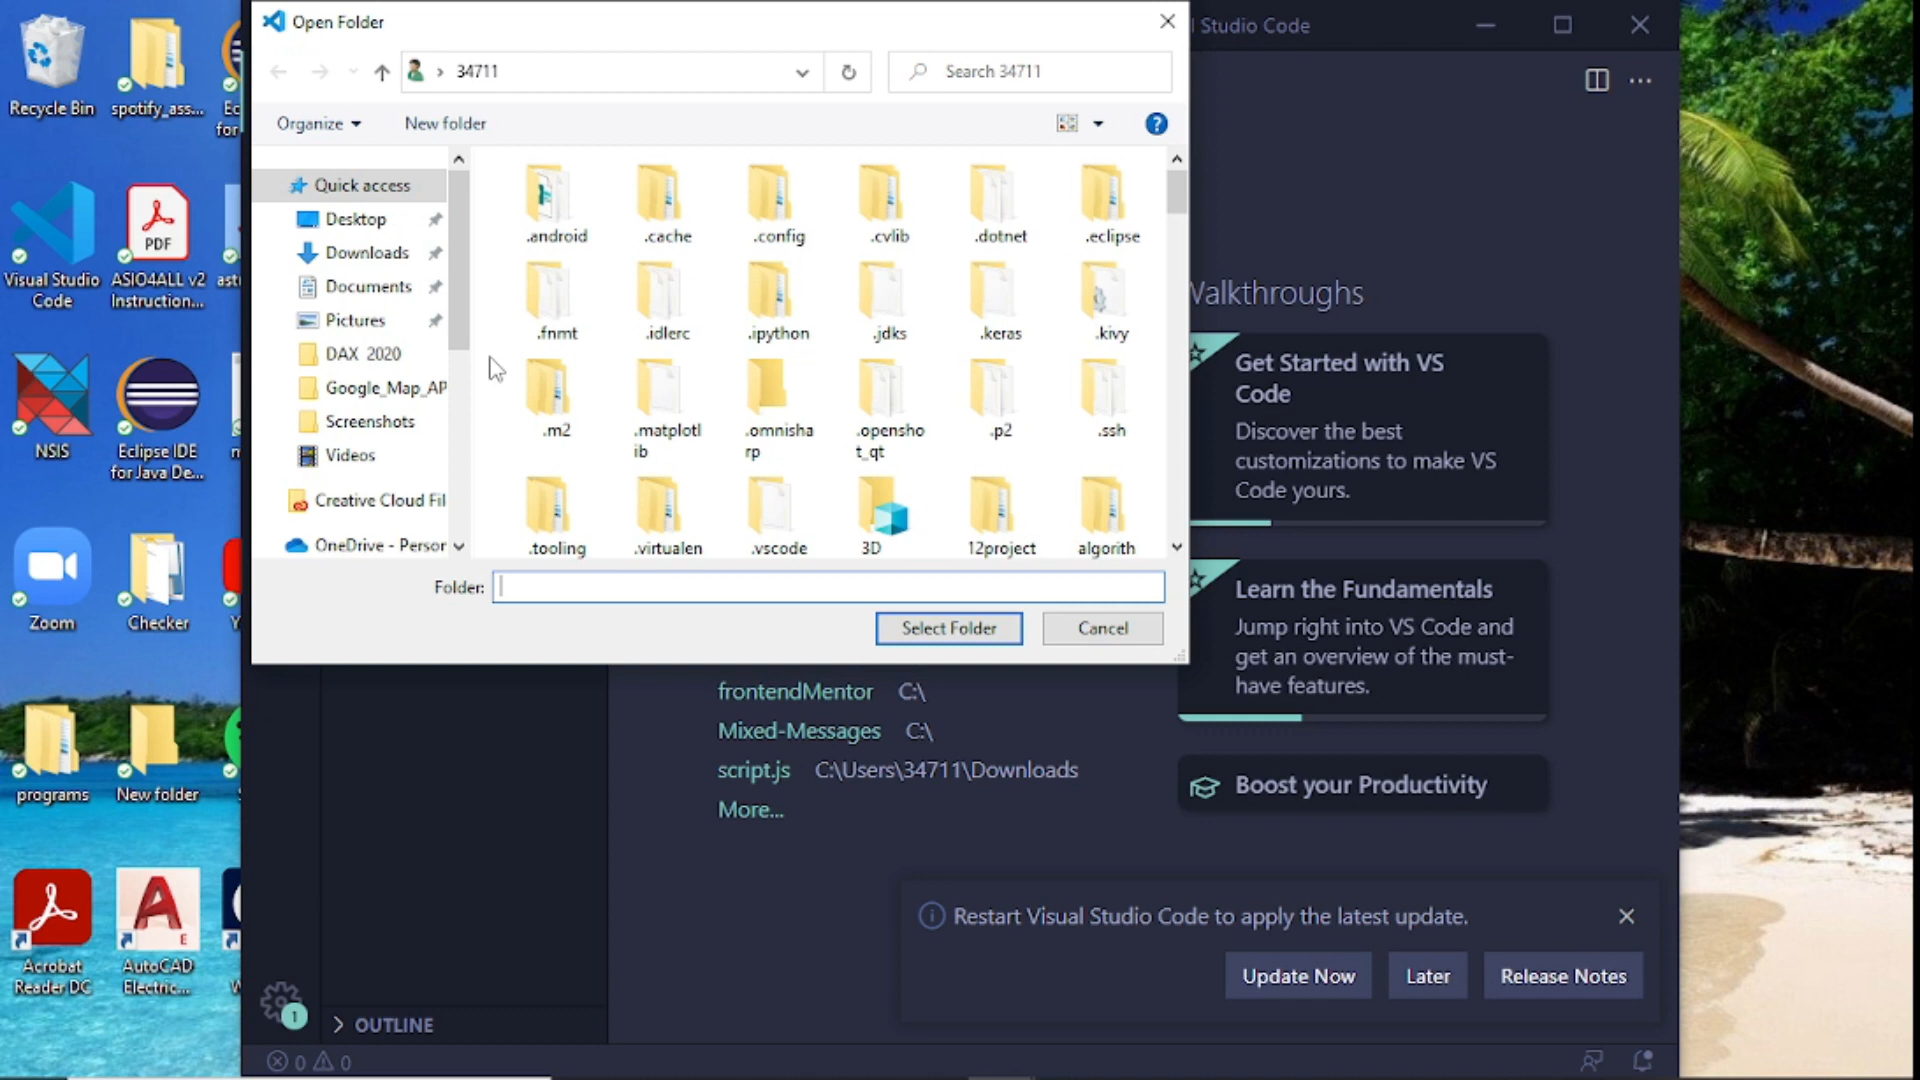 Recycle Bin
spotify_ass...
Visual Studio
Code
PDF
ASIO4ALL v2
Instruction...
NSIS
Eclipse IDE
for Java De...
Zoom
Checker
programs
New folder
Acrobat
Reader DC
E
AutoCAD
Electric...
Open Folder
34711
Search 34711
Organize
New folder
?
Quick access
Desktop
Downloads
Documents
Pictures
DAX 2020
Google_Map_AP
Screenshots
Videos
Creative Cloud Fil
OneDrive - Persor
.android
.cache
.config
.cvlib
.dotnet
.eclipse
.fnmt
.idlerc
.ipython
.jdks
.keras
.kivy
.m2
.matplotl
ib
.omnisha
rp
.opensho
t_qt
.p2
.ssh
.tooling
.virtualen
.vscode
3D
12project
algorith
Folder:
Select Folder
Cancel
Studio Code
Walkthroughs
Get Started with VS
Code
Discover the best
customizations to make VS
Code yours.
Learn the Fundamentals
Jump right into VS Code and
get an overview of the must-
have features.
Boost your Productivity
frontendMentor C:\
Mixed-Messages C:\
script.js C:\Users\34711\Downloads
More...
Restart Visual Studio Code to apply the latest update.
Update Now
Later
Release Notes
1
OUTLINE
0 0